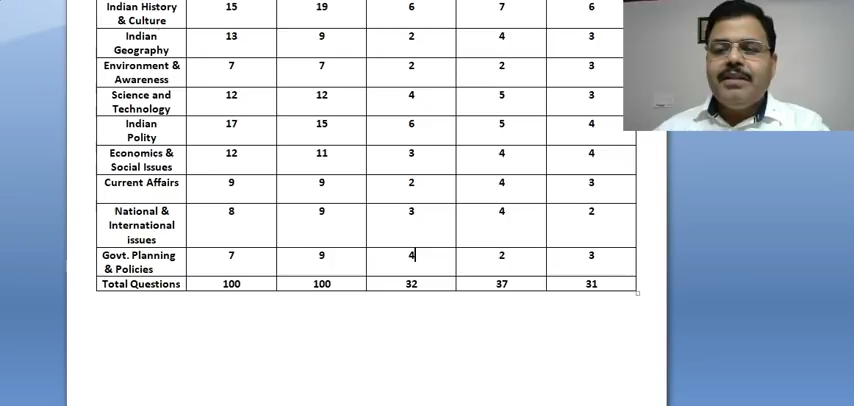 Indian History 15 19 6 7 6
& Culture
Indian 13 9 2 4 3
Geography
Environment & 7 7 2 2 3
Awareness
Science and 12 12 4 5 3
Technology
Indian 17 15 6 5 4
Polity
Economics & 12 11 3 4 4
Social Issues
Current Affairs 9 9 2 4 3
National & 8 9 3 4 2
International
issues
Govt. Planning 7 9 4 2 3
& Policies
Total Questions 100 100 32 37 31